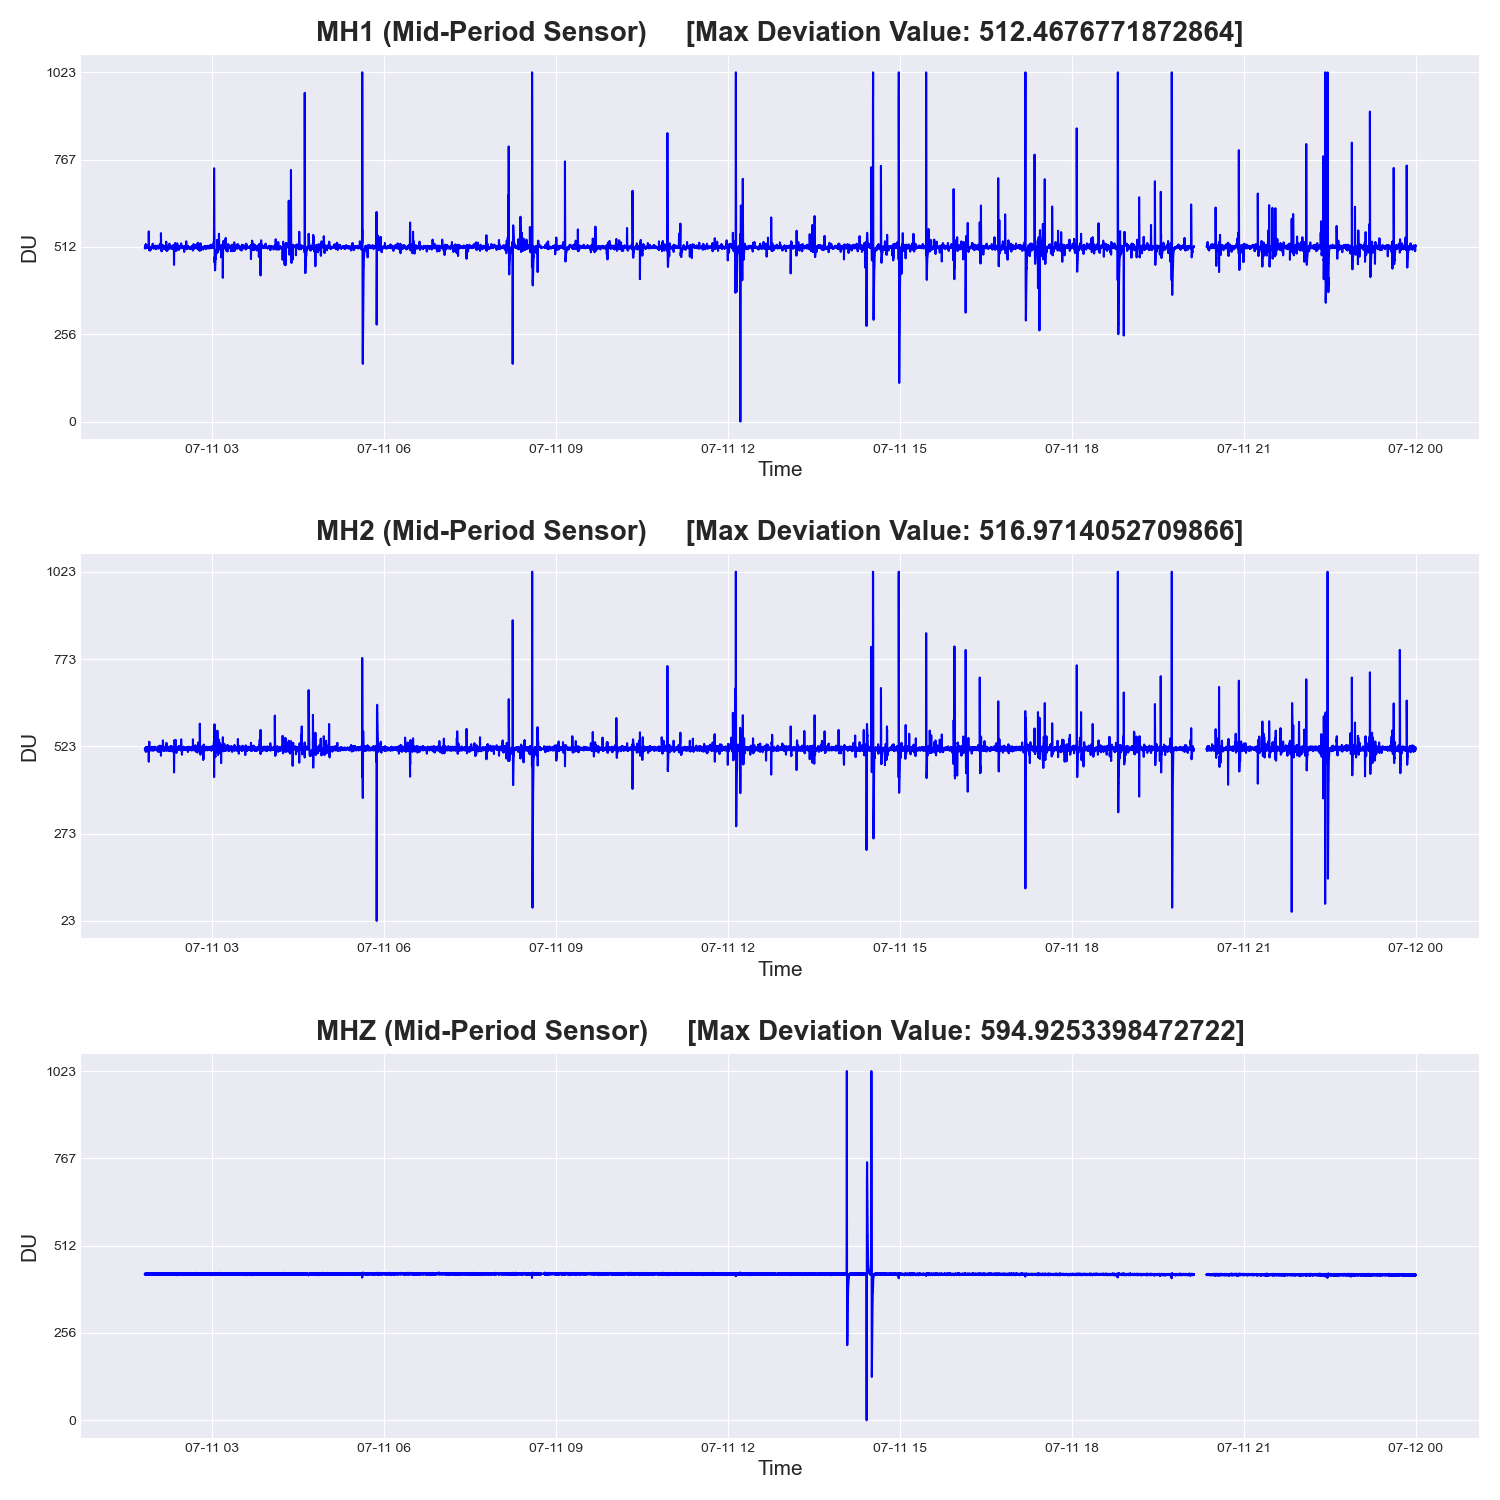 MH1 (Mid-Period Sensor) [Max Deviation Value: 512.4676771872864]
1023
767
512
256
0
DU
07-11 03 07-11 06 07-11 09 07-11 12 07-11 15 07-11 18 07-11 21 07-12 00
Time
MH2 (Mid-Period Sensor) [Max Deviation Value: 516.9714052709866]
1023
773
523
273
23
DU
07-11 03 07-11 06 07-11 09 07-11 12 07-11 15 07-11 18 07-11 21 07-12 00
Time
MHZ (Mid-Period Sensor) [Max Deviation Value: 594.9253398472722]
1023
767
512
256
0
DU
07-11 03 07-11 06 07-11 09 07-11 12 07-11 15 07-11 18 07-11 21 07-12 00
Time